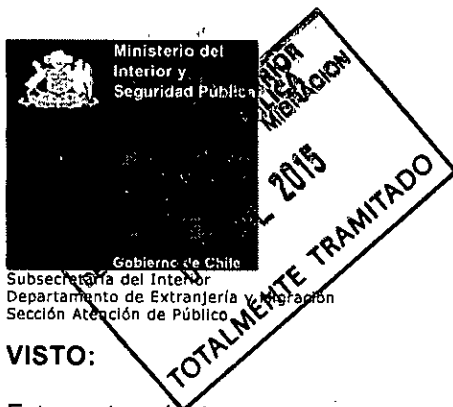 Ministerio del
Interior y
Seguridad Pública
MIGRACION
2015
TOTALMENTE TRAMITADO
Gobierno de Chile
Subsecretaría del Interior
Departamento de Extranjería y Migración
Sección Atención de Público
VISTO: